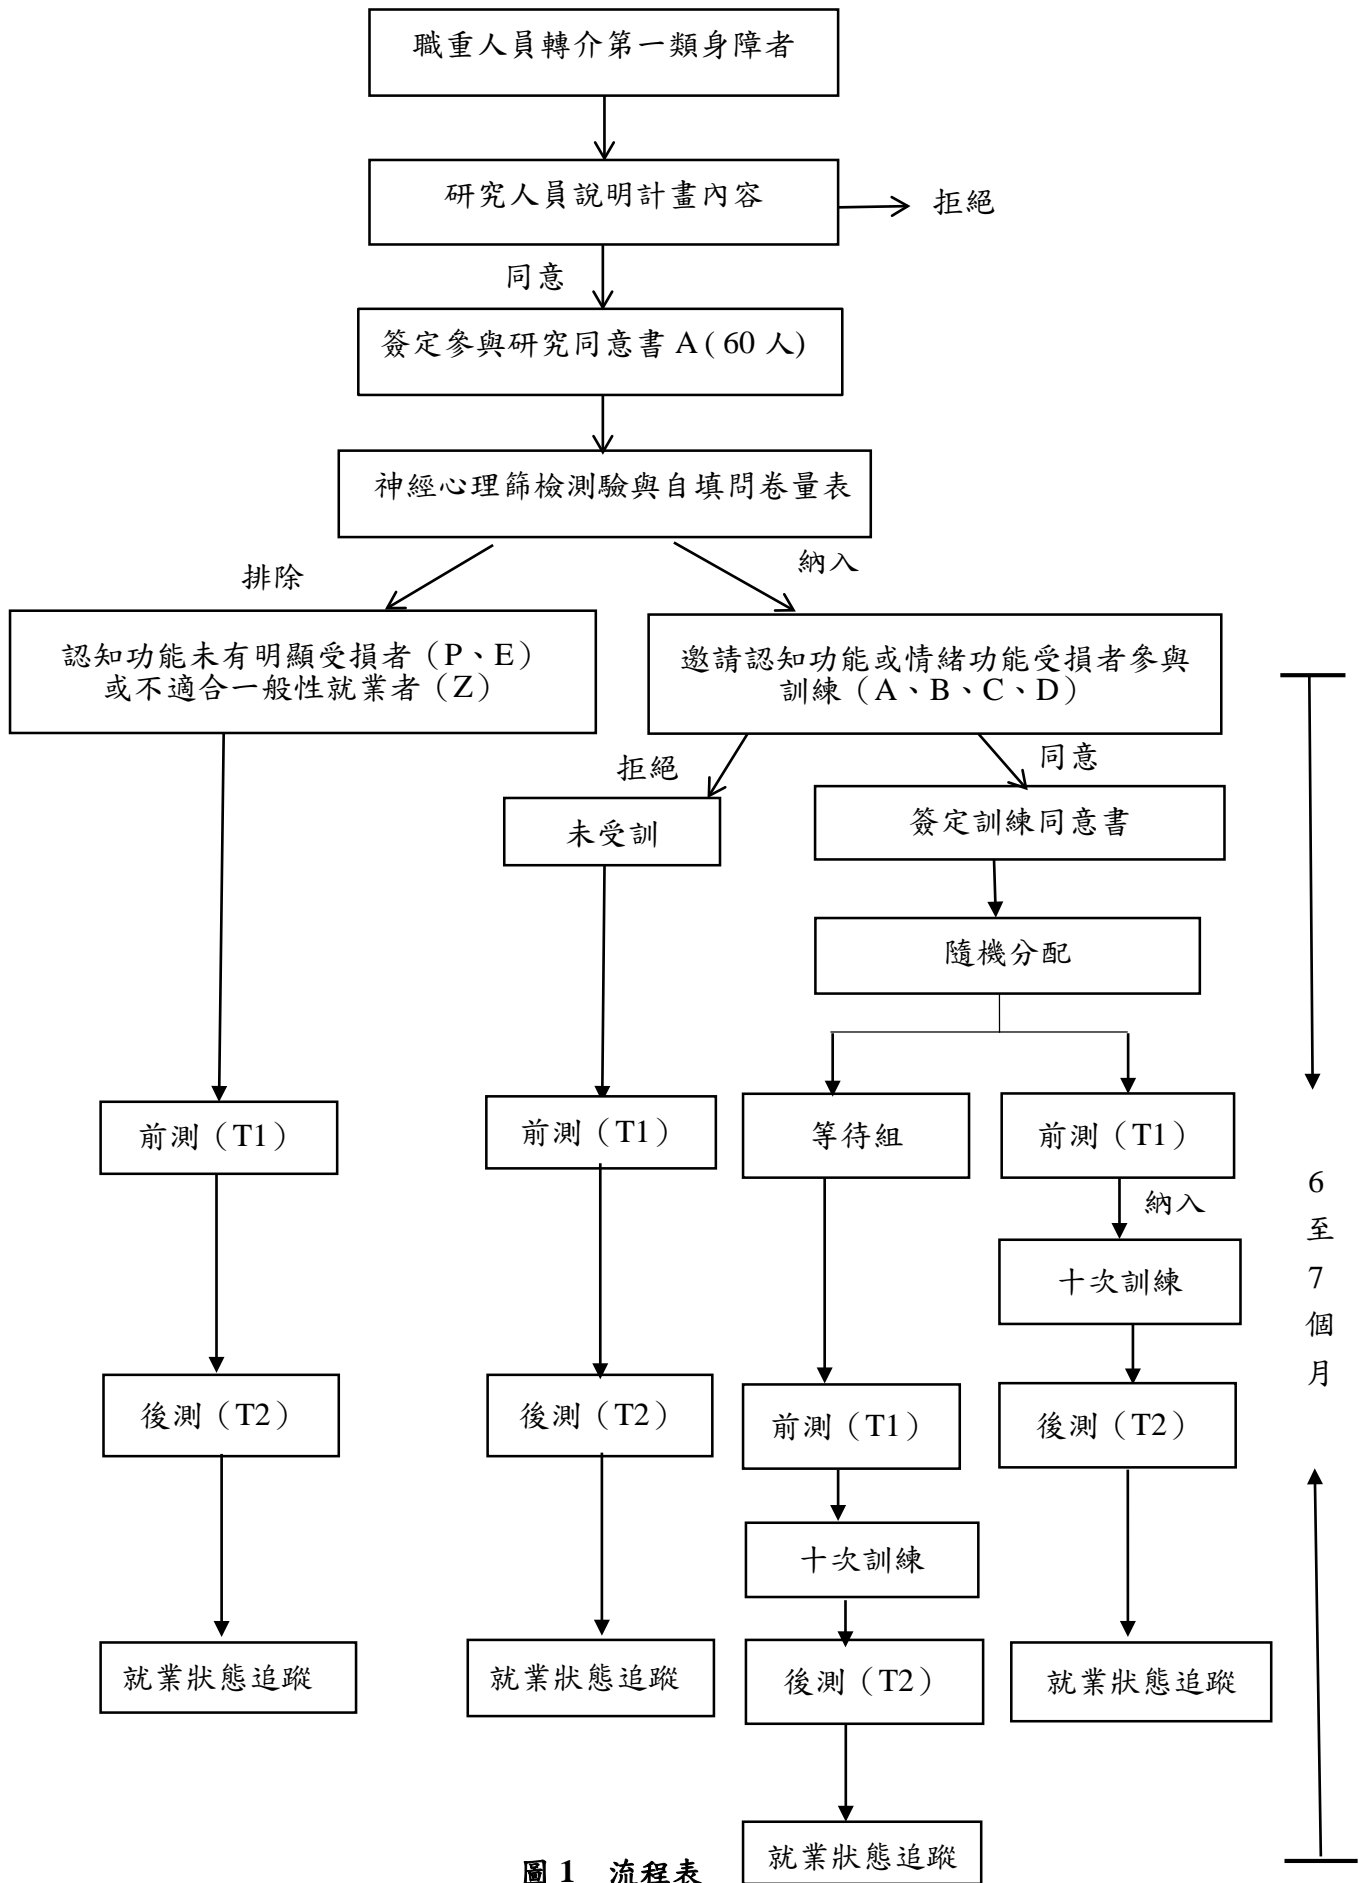 職重人員轉介第一類身障者
研究人員說明計畫內容
拒絕
同意
簽定參與研究同意書 A ( 60 人)
神經心理篩檢測驗與自填問卷量表
排除
納入
認知功能未有明顯受損者（P、E）
或不適合一般性就業者（Z）
邀請認知功能或情緒功能受損者參與
訓練（A、B、C、D）
拒絕
同意
未受訓
簽定訓練同意書
隨機分配
前測（T1）
前測（T1）
等待組
前測（T1）
納入
十次訓練
後測（T2）
後測（T2）
前測（T1）
後測（T2）
十次訓練
就業狀態追蹤
就業狀態追蹤
後測（T2）
就業狀態追蹤
就業狀態追蹤
6
至
7
個
月
圖 1 流程表